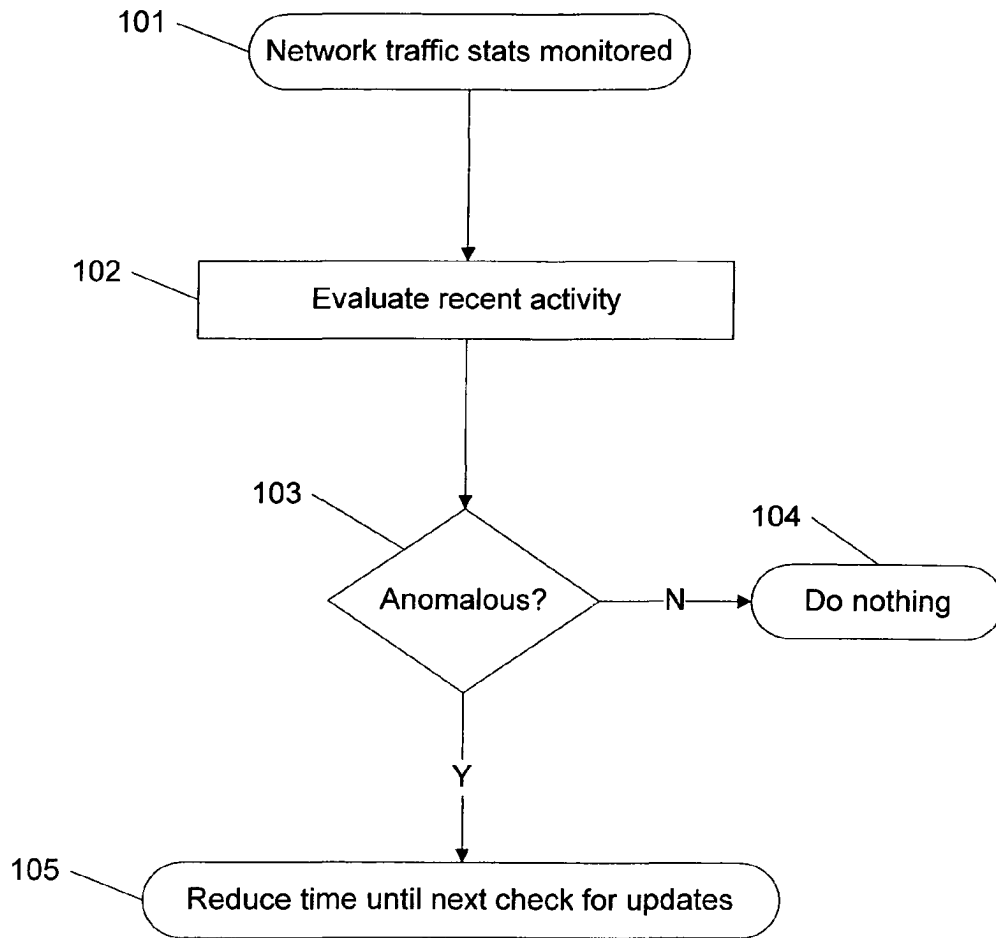 101
Network traffic stats monitored
102
Evaluate recent activity
103
Anomalous?
N
104
Do nothing
Y
105
Reduce time until next check for updates